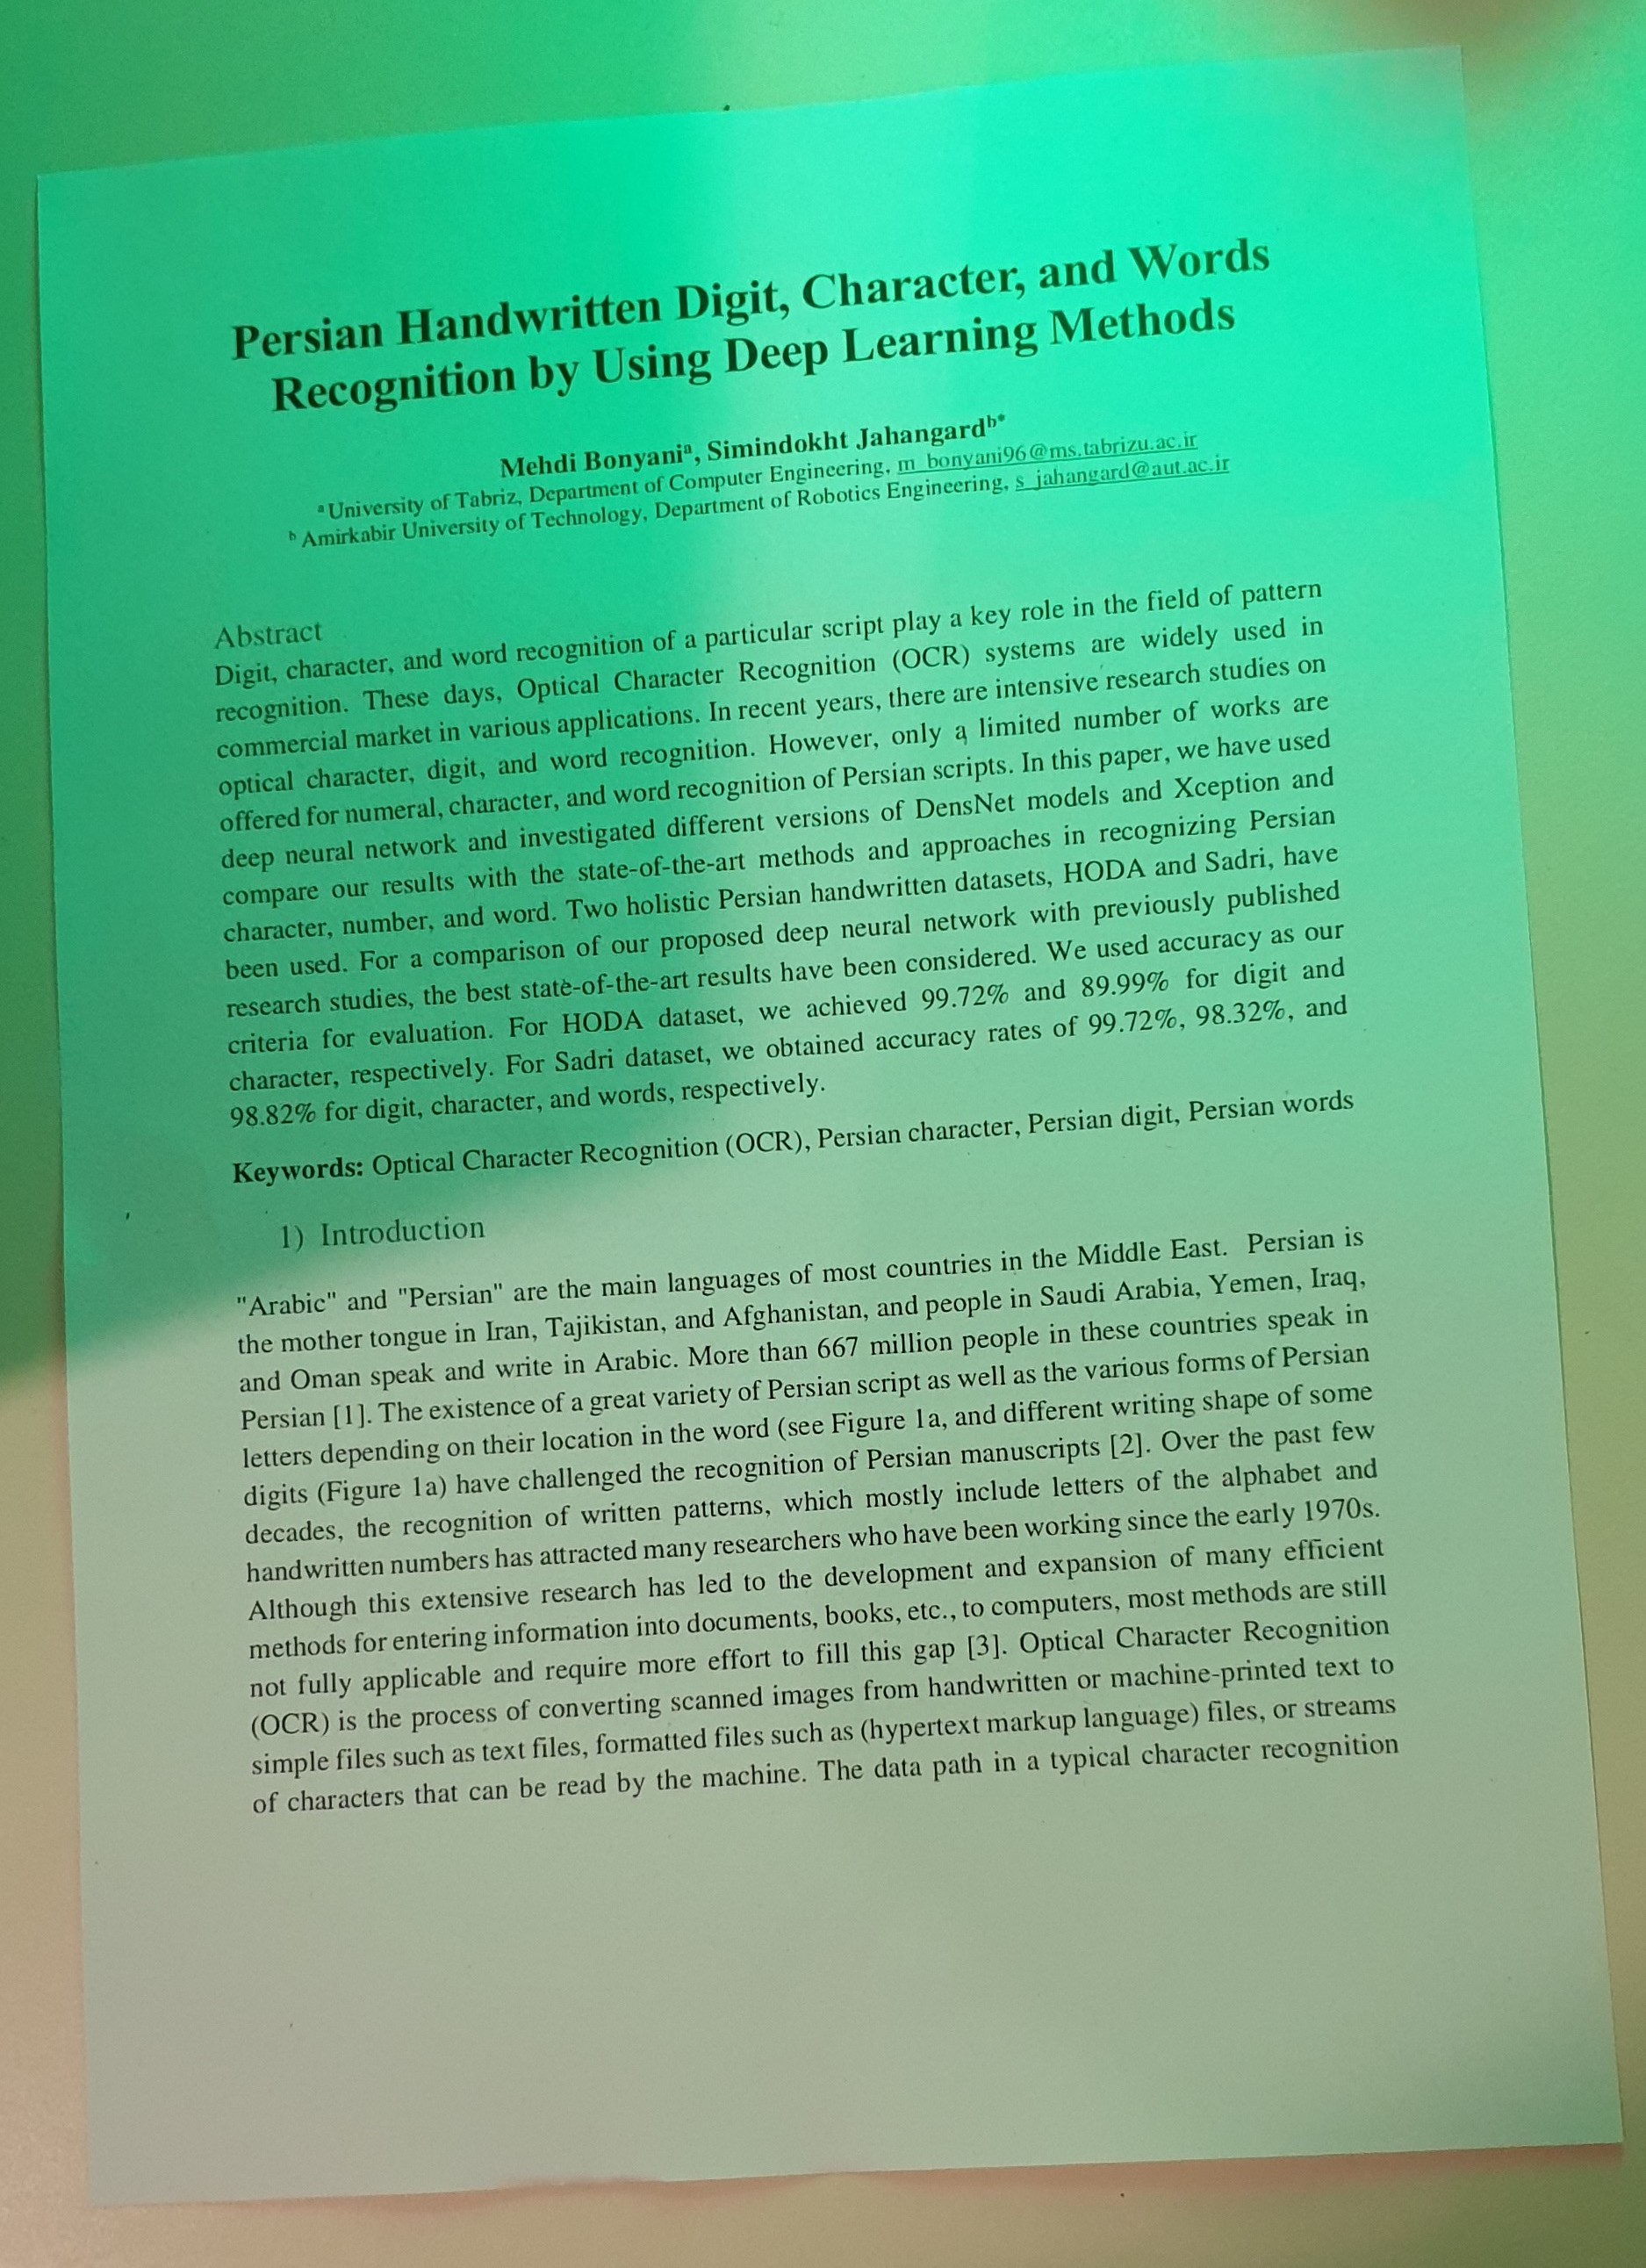 Persian Handwritten Digit, Character, and Words
Recognition by Using Deep Learning Methods
Mehdi Bonyaniᵃ, Simindokht Jahangardᵇ*
ᵃ University of Tabriz, Department of Computer Engineering, m_bonyani96@ms.tabrizu.ac.ir
ᵇ Amirkabir University of Technology, Department of Robotics Engineering, s_jahangard@aut.ac.ir
Abstract
Digit, character, and word recognition of a particular script play a key role in the field of pattern
recognition. These days, Optical Character Recognition (OCR) systems are widely used in
commercial market in various applications. In recent years, there are intensive research studies on
optical character, digit, and word recognition. However, only a limited number of works are
offered for numeral, character, and word recognition of Persian scripts. In this paper, we have used
deep neural network and investigated different versions of DensNet models and Xception and
compare our results with the state-of-the-art methods and approaches in recognizing Persian
character, number, and word. Two holistic Persian handwritten datasets, HODA and Sadri, have
been used. For a comparison of our proposed deep neural network with previously published
research studies, the best state-of-the-art results have been considered. We used accuracy as our
criteria for evaluation. For HODA dataset, we achieved 99.72% and 89.99% for digit and
character, respectively. For Sadri dataset, we obtained accuracy rates of 99.72%, 98.32%, and
98.82% for digit, character, and words, respectively.
Keywords: Optical Character Recognition (OCR), Persian character, Persian digit, Persian words
1) Introduction
"Arabic" and "Persian" are the main languages of most countries in the Middle East. Persian is
the mother tongue in Iran, Tajikistan, and Afghanistan, and people in Saudi Arabia, Yemen, Iraq,
and Oman speak and write in Arabic. More than 667 million people in these countries speak in
Persian [1]. The existence of a great variety of Persian script as well as the various forms of Persian
letters depending on their location in the word (see Figure 1a, and different writing shape of some
digits (Figure 1a) have challenged the recognition of Persian manuscripts [2]. Over the past few
decades, the recognition of written patterns, which mostly include letters of the alphabet and
handwritten numbers has attracted many researchers who have been working since the early 1970s.
Although this extensive research has led to the development and expansion of many efficient
methods for entering information into documents, books, etc., to computers, most methods are still
not fully applicable and require more effort to fill this gap [3]. Optical Character Recognition
(OCR) is the process of converting scanned images from handwritten or machine-printed text to
simple files such as text files, formatted files such as (hypertext markup language) files, or streams
of characters that can be read by the machine. The data path in a typical character recognition